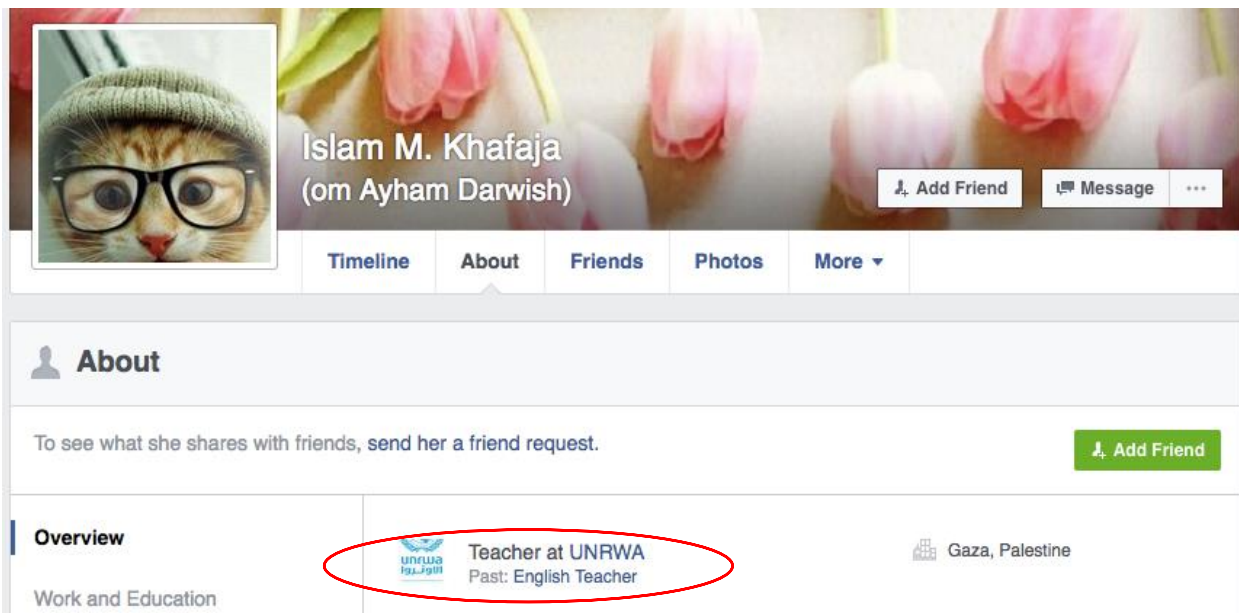 Islam M. Khafaja
(om Ayham Darwish)
Add Friend
Message
Timeline
About
Friends
Photos
More
About
To see what she shares with friends, send her a friend request.
Add Friend
Overview
unrwa
الأونروا
Teacher at UNRWA
Past: English Teacher
Gaza, Palestine
Work and Education